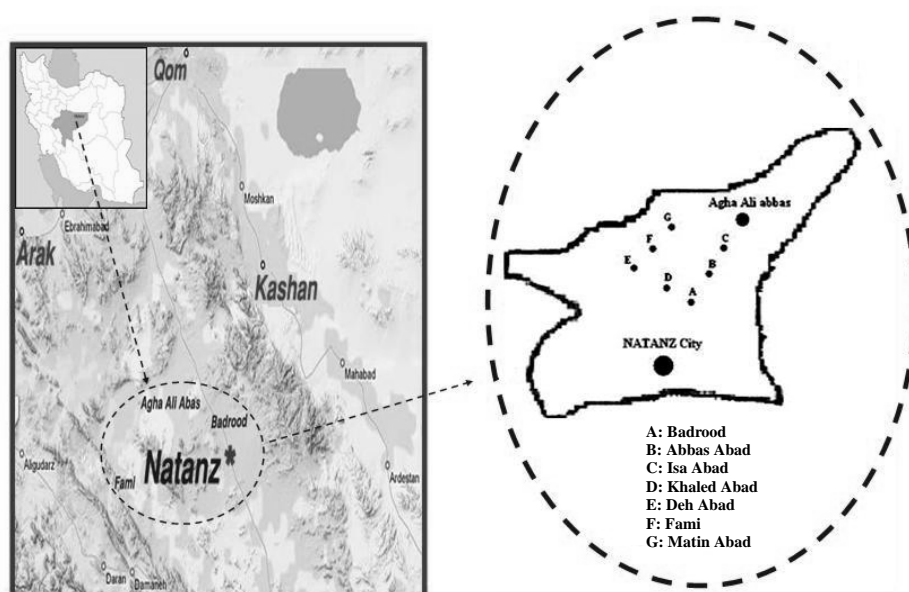 Qom
Moshkan
Ebrahimabad
Arak
Kashan
Mahabad
Agha Ali Abas
Badrood
Natanz*
Fami
Aligudarz
Ardestan
Daran
Damaneh
Agha Ali abbas
G
F
C
E
B
D
A
NATANZ City
A: Badrood
B: Abbas Abad
C: Isa Abad
D: Khaled Abad
E: Deh Abad
F: Fami
G: Matin Abad